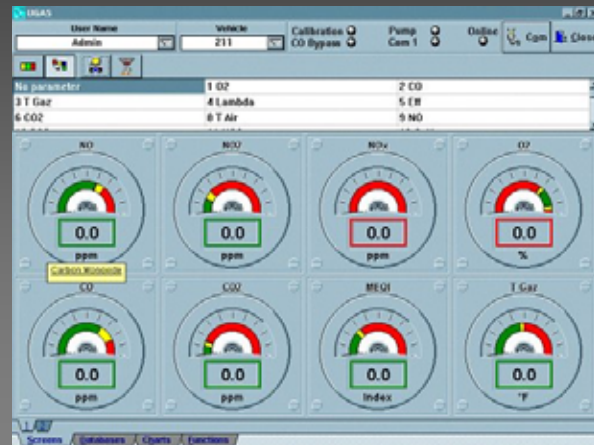 UGAS
User Name
Vehicle
Calibration
Pump
Online
Com
Close
Admin
211
CO Bypass
Com 1
No parameter
1 O2
2 CO
3 T Gaz
4 Lambda
5 Eff
6 CO2
8 T Air
9 NO
NO
NO2
NOx
O2
0.0
0.0
0.0
0.0
ppm
ppm
ppm
%
Carbon Monoxide
CO
CO2
MEQI
T Gaz
0.0
0.0
0.0
0.0
ppm
ppm
Index
°F
Screens
Databases
Charts
Functions